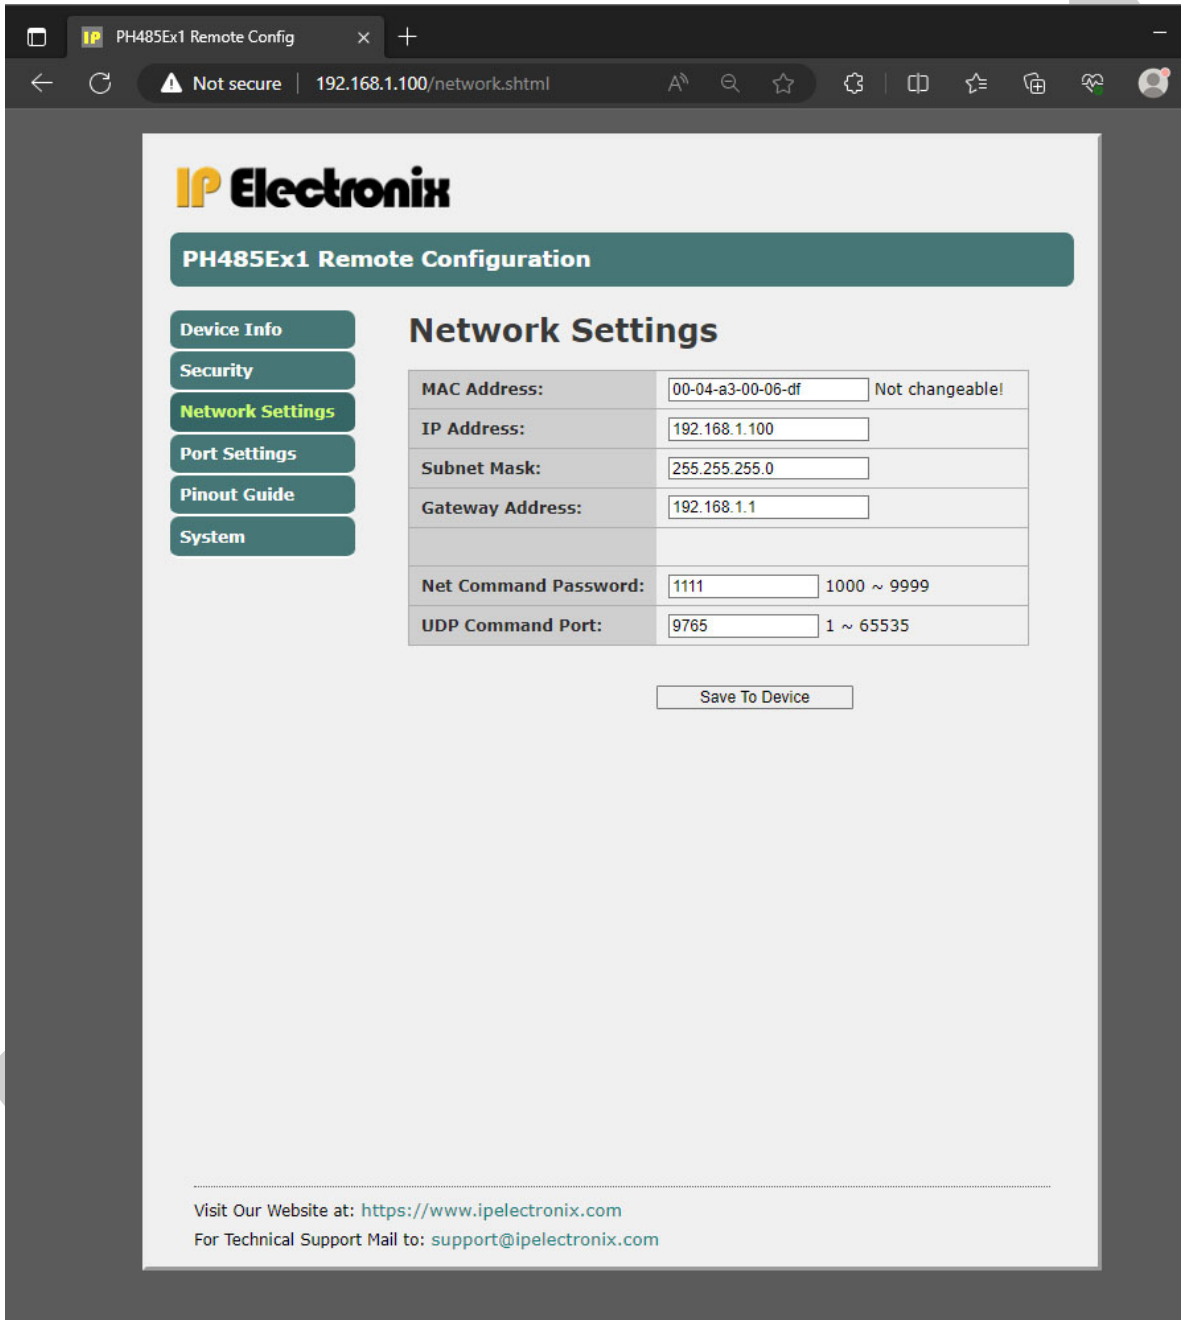 IP PH485Ex1 Remote Config
Not secure 192.168.1.100/network.shtml
IP Electronix
PH485Ex1 Remote Configuration
Device Info
Security
Network Settings
Port Settings
Pinout Guide
System
Network Settings
MAC Address: 00-04-a3-00-06-df Not changeable!
IP Address: 192.168.1.100
Subnet Mask: 255.255.255.0
Gateway Address: 192.168.1.1
Net Command Password: 1111 1000 ~ 9999
UDP Command Port: 9765 1 ~ 65535
Save To Device
Visit Our Website at: https://www.ipelectronix.com
For Technical Support Mail to: support@ipelectronix.com